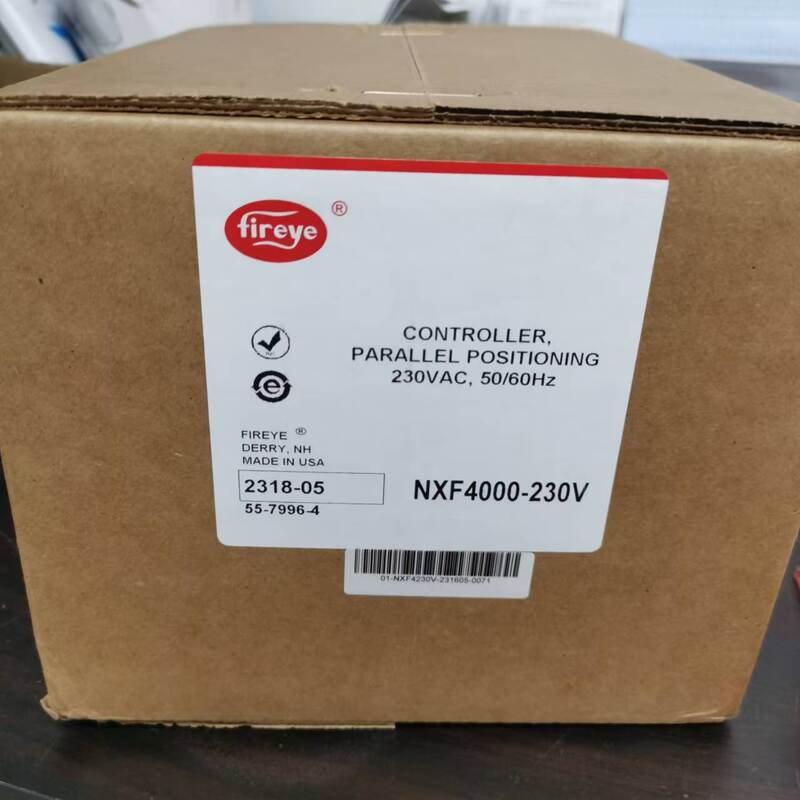 fireye ®
CONTROLLER,
PARALLEL POSITIONING
230VAC, 50/60Hz
FIREYE ®
DERRY, NH
MADE IN USA
2318-05
NXF4000-230V
55-7996-4
01-NXF4230V-231605-0071